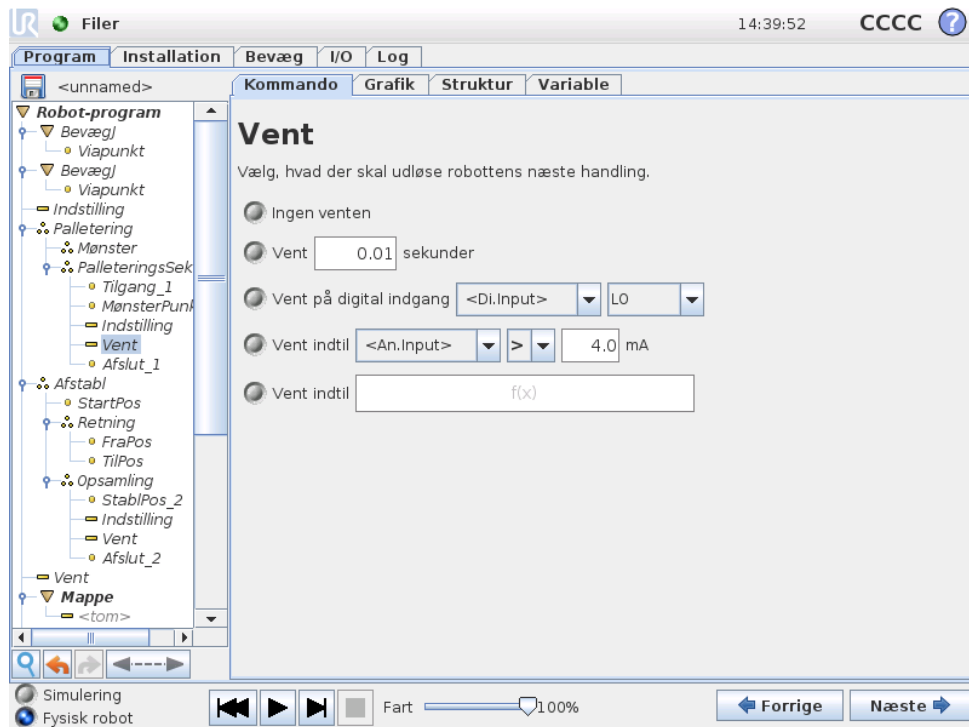 UR Filer 14:39:52 CCCC ?
Program Installation Bevæg I/O Log
<unnamed>
Kommando Grafik Struktur Variable
Robot-program
BevægJ
Viapunkt
BevægJ
Viapunkt
Indstilling
Palletering
Mønster
PalleteringsSek
Tilgang_1
MønsterPunk
Indstilling
Vent
Afslut_1
Afstabl
StartPos
Retning
FraPos
TilPos
Opsamling
StablPos_2
Indstilling
Vent
Afslut_2
Vent
Mappe
<tom>
Vent
Vælg, hvad der skal udløse robottens næste handling.
Ingen venten
Vent 0.01 sekunder
Vent på digital indgang <Di.Input> LO
Vent indtil <An.Input> > 4.0 mA
Vent indtil f(x)
Simulering
Fysisk robot
Fart 100%
Forrige Næste